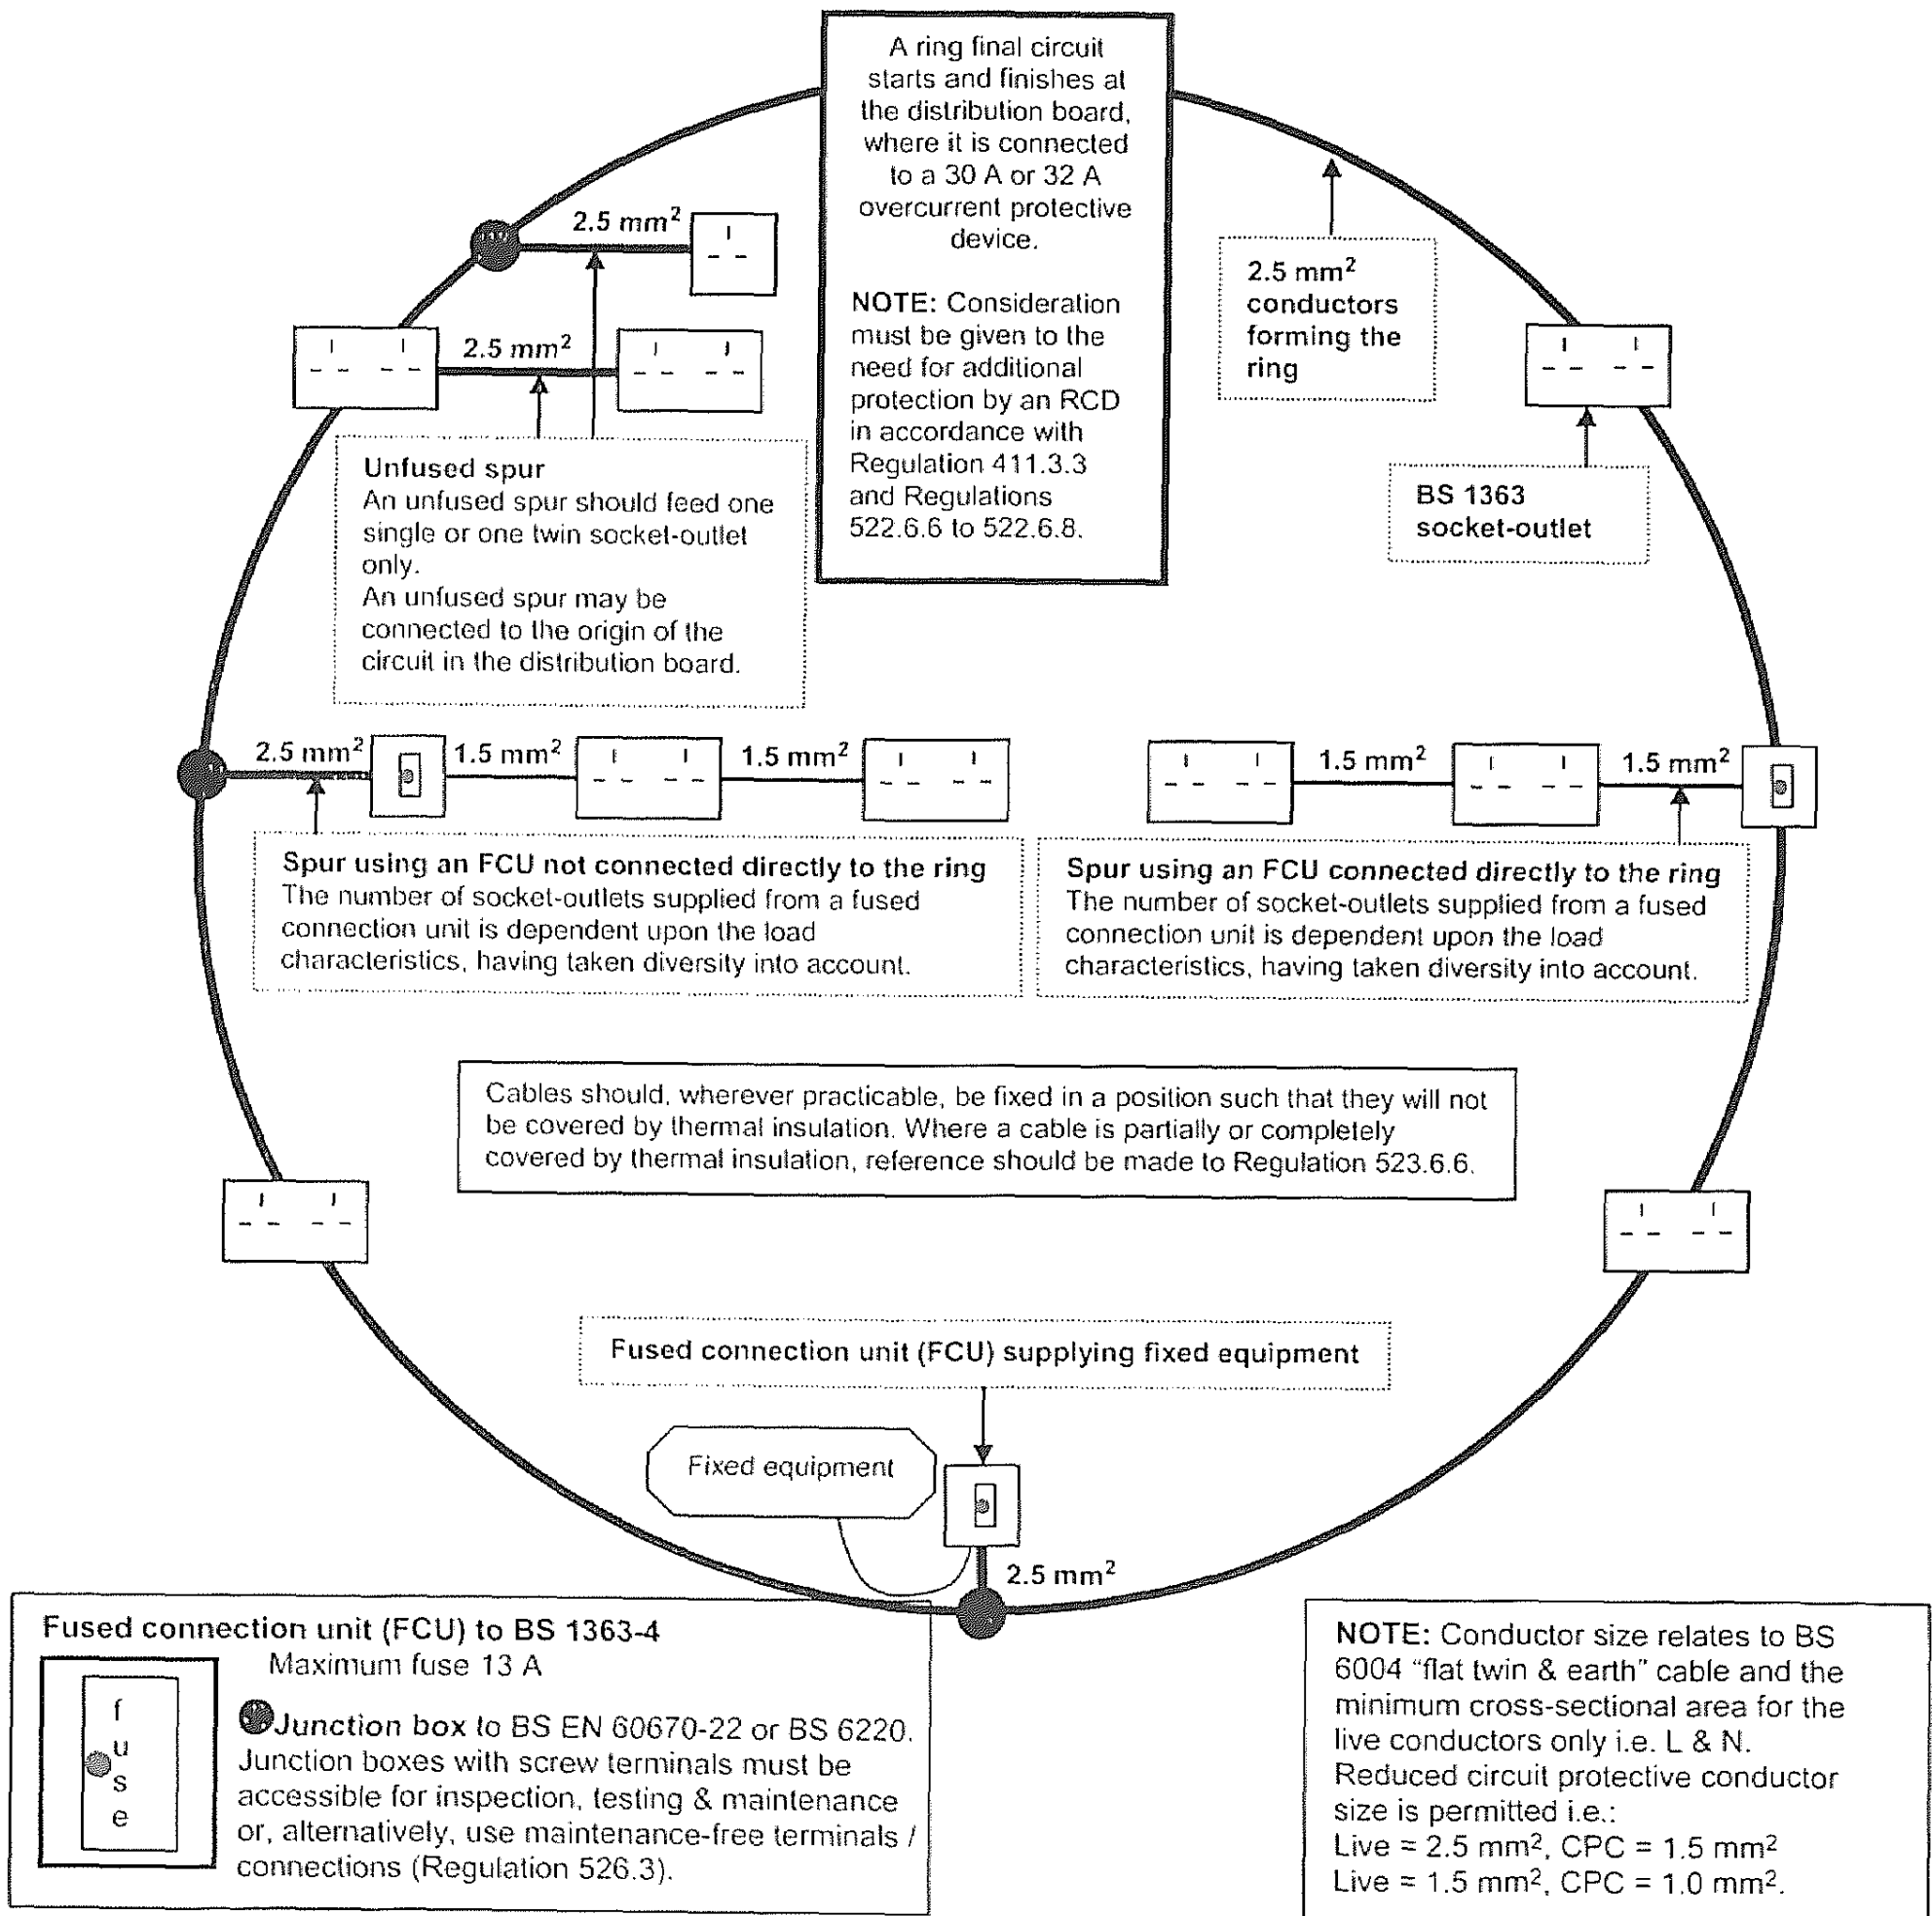 A ring final circuit
starts and finishes at
the distribution board,
where it is connected
to a 30 A or 32 A
overcurrent protective
device.
NOTE: Consideration
must be given to the
need for additional
protection by an RCD
in accordance with
Regulation 411.3.3
and Regulations
522.6.6 to 522.6.8.
2.5 mm²
2.5 mm²
2.5 mm²
conductors
forming the
ring
BS 1363
socket-outlet
Unfused spur
An unfused spur should feed one
single or one twin socket-outlet
only.
An unfused spur may be
connected to the origin of the
circuit in the distribution board.
2.5 mm²
1.5 mm²
1.5 mm²
1.5 mm²
1.5 mm²
Spur using an FCU not connected directly to the ring
The number of socket-outlets supplied from a fused
connection unit is dependent upon the load
characteristics, having taken diversity into account.
Spur using an FCU connected directly to the ring
The number of socket-outlets supplied from a fused
connection unit is dependent upon the load
characteristics, having taken diversity into account.
Cables should, wherever practicable, be fixed in a position such that they will not
be covered by thermal insulation. Where a cable is partially or completely
covered by thermal insulation, reference should be made to Regulation 523.6.6.
Fused connection unit (FCU) supplying fixed equipment
Fixed equipment
2.5 mm²
Fused connection unit (FCU) to BS 1363-4
Maximum fuse 13 A
fuse
Junction box to BS EN 60670-22 or BS 6220.
Junction boxes with screw terminals must be
accessible for inspection, testing & maintenance
or, alternatively, use maintenance-free terminals /
connections (Regulation 526.3).
NOTE: Conductor size relates to BS
6004 “flat twin & earth” cable and the
minimum cross-sectional area for the
live conductors only i.e. L & N.
Reduced circuit protective conductor
size is permitted i.e.:
Live = 2.5 mm², CPC = 1.5 mm²
Live = 1.5 mm², CPC = 1.0 mm².